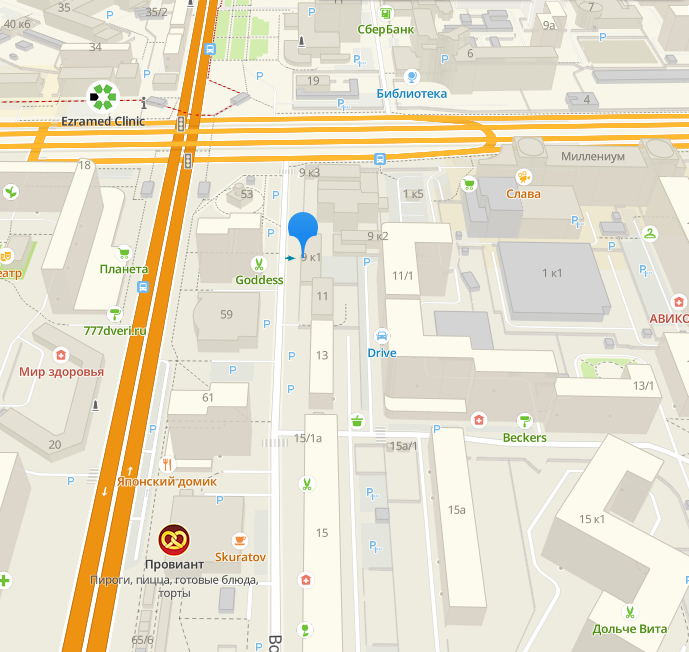 35
35/2
40 к6
34
СберБанк
7
9а
6
19
Библиотека
4
P
Ezramed Clinic
i
18
9 к3
Миллениум
1 к5
Слава
53
9 к2
9 к1
Планета
Goddess
11/1
1 к1
11
59
777dveri.ru
Drive
13
Мир здоровья
13/1
61
20
15/1а
15а/1
Beckers
Японский домик
15а
15 к1
15
Провиант
Skuratov
Пироги, пицца, готовые блюда,
торты
Дольче Вита
65/6